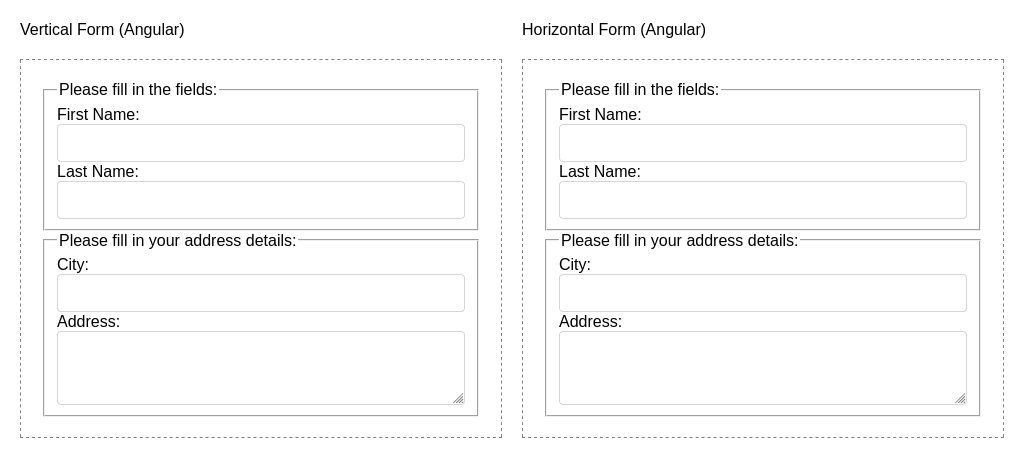 Vertical Form (Angular)
Please fill in the fields:
First Name:
Last Name:
Please fill in your address details:
City:
Address:
Horizontal Form (Angular)
Please fill in the fields:
First Name:
Last Name:
Please fill in your address details:
City:
Address: